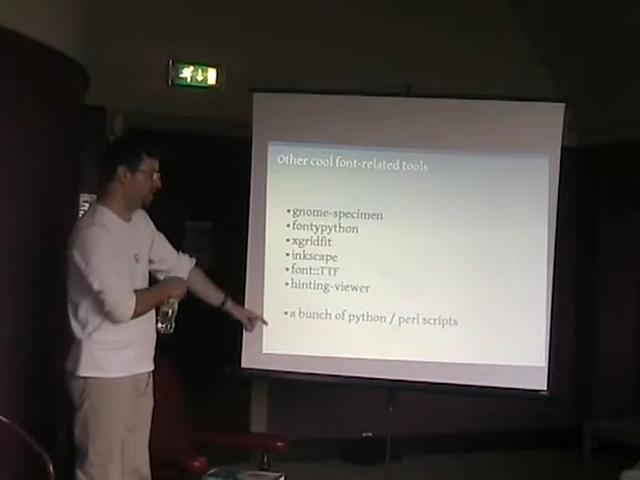 Other cool font-related tools
•gnome-specimen
•fontypython
•xgridfit
•inkscape
•font::TTF
•hinting-viewer
•a bunch of python / perl scripts